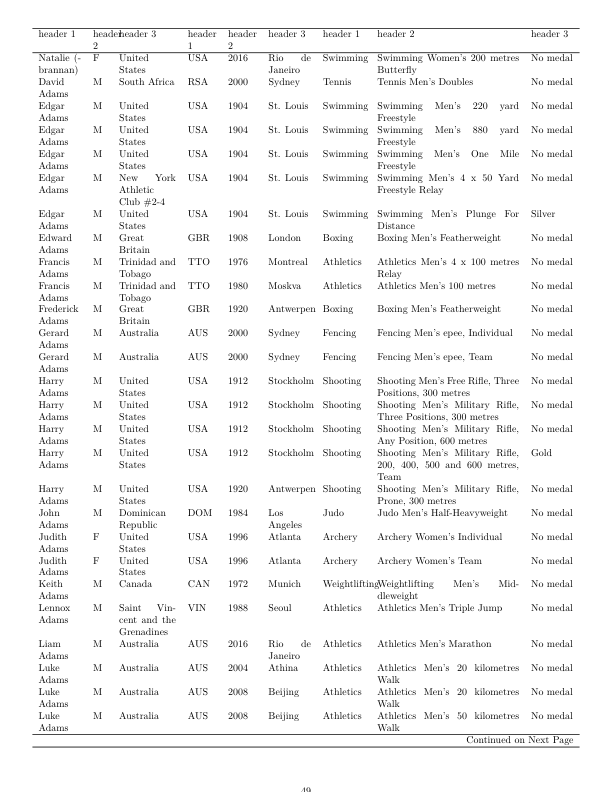 header 1 header header 3 header header header 3 header 1 header 2 header 3
2 1 2
Natalie (- F United USA 2016 Rio de Swimming Swimming Women's 200 metres No medal
brannan) States Janeiro Butterfly
David M South Africa RSA 2000 Sydney Tennis Tennis Men's Doubles No medal
Adams
Edgar M United USA 1904 St. Louis Swimming Swimming Men's 220 yard No medal
Adams States Freestyle
Edgar M United USA 1904 St. Louis Swimming Swimming Men's 880 yard No medal
Adams States Freestyle
Edgar M United USA 1904 St. Louis Swimming Swimming Men's One Mile No medal
Adams States Freestyle
Edgar M New York USA 1904 St. Louis Swimming Swimming Men's 4 x 50 Yard No medal
Adams Athletic Freestyle Relay
Club #2-4
Edgar M United USA 1904 St. Louis Swimming Swimming Men's Plunge For Silver
Adams States Distance
Edward M Great GBR 1908 London Boxing Boxing Men's Featherweight No medal
Adams Britain
Francis M Trinidad and TTO 1976 Montreal Athletics Athletics Men's 4 x 100 metres No medal
Adams Tobago Relay
Francis M Trinidad and TTO 1980 Moskva Athletics Athletics Men's 100 metres No medal
Adams Tobago
Frederick M Great GBR 1920 Antwerpen Boxing Boxing Men's Featherweight No medal
Adams Britain
Gerard M Australia AUS 2000 Sydney Fencing Fencing Men's epee, Individual No medal
Adams
Gerard M Australia AUS 2000 Sydney Fencing Fencing Men's epee, Team No medal
Adams
Harry M United USA 1912 Stockholm Shooting Shooting Men's Free Rifle, Three No medal
Adams States Positions, 300 metres
Harry M United USA 1912 Stockholm Shooting Shooting Men's Military Rifle, No medal
Adams States Three Positions, 300 metres
Harry M United USA 1912 Stockholm Shooting Shooting Men's Military Rifle, No medal
Adams States Any Position, 600 metres
Harry M United USA 1912 Stockholm Shooting Shooting Men's Military Rifle, Gold
Adams States 200, 400, 500 and 600 metres,
Team
Harry M United USA 1920 Antwerpen Shooting Shooting Men's Military Rifle, No medal
Adams States Prone, 300 metres
John M Dominican DOM 1984 Los Judo Judo Men's Half-Heavyweight No medal
Adams Republic Angeles
Judith F United USA 1996 Atlanta Archery Archery Women's Individual No medal
Adams States
Judith F United USA 1996 Atlanta Archery Archery Women's Team No medal
Adams States
Keith M Canada CAN 1972 Munich Weightlifting Weightlifting Men's Mid- No medal
Adams dleweight
Lennox M Saint Vin- VIN 1988 Seoul Athletics Athletics Men's Triple Jump No medal
Adams cent and the
Grenadines
Liam M Australia AUS 2016 Rio de Athletics Athletics Men's Marathon No medal
Adams Janeiro
Luke M Australia AUS 2004 Athina Athletics Athletics Men's 20 kilometres No medal
Adams Walk
Luke M Australia AUS 2008 Beijing Athletics Athletics Men's 20 kilometres No medal
Adams Walk
Luke M Australia AUS 2008 Beijing Athletics Athletics Men's 50 kilometres No medal
Adams Walk
Continued on Next Page
49